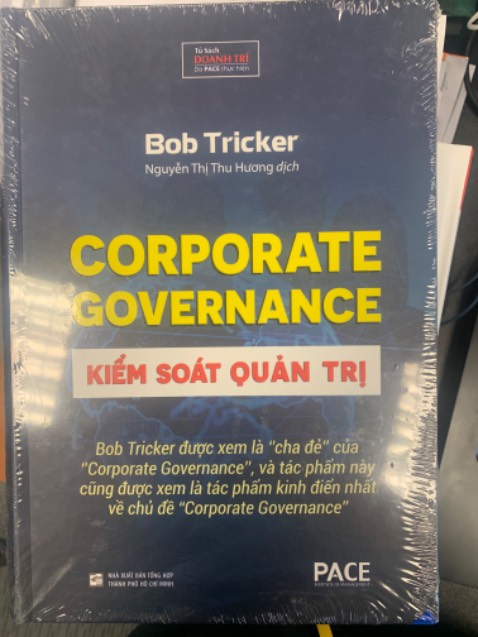 Tủ Sách
DOANH TRÍ
Do PACE thực hiện
Bob Tricker
Nguyễn Thị Thu Hương dịch
CORPORATE
GOVERNANCE
KIỂM SOÁT QUẢN TRỊ
Bob Tricker được xem là "cha đẻ" của
"Corporate Governance", và tác phẩm này
cũng được xem là tác phẩm kinh điển nhất
về chủ đề "Corporate Governance"
NHÀ XUẤT BẢN TỔNG HỢP
THÀNH PHỐ HỒ CHÍ MINH
PACE
INSTITUTE OF MANAGEMENT